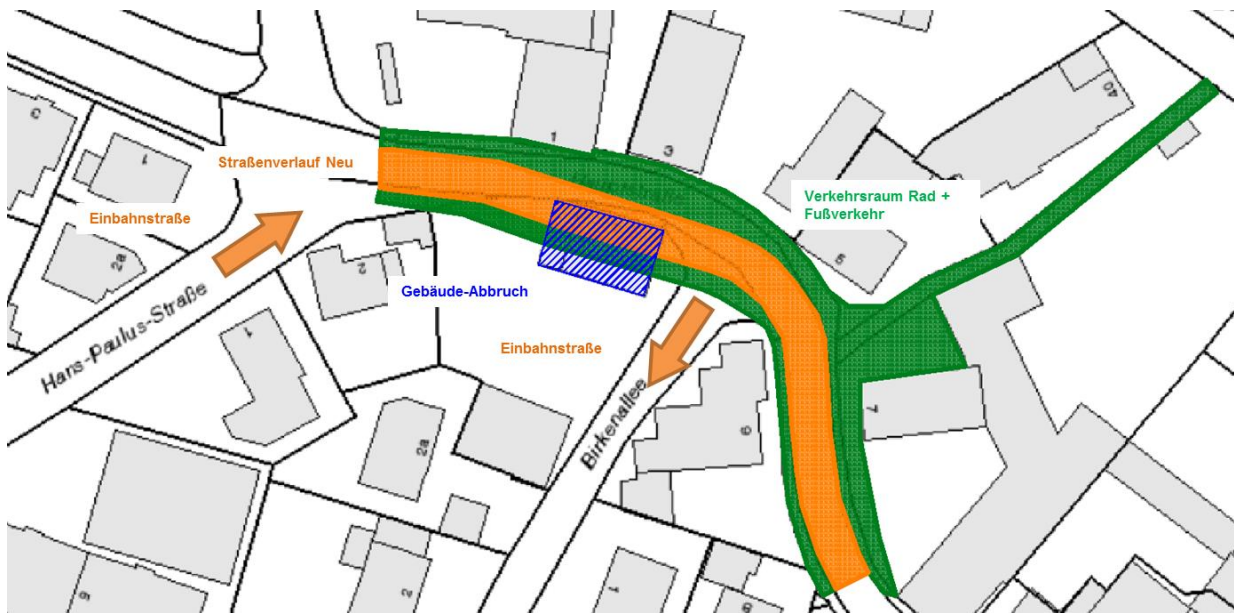 Straßenverlauf Neu
Einbahnstraße
Verkehrsraum Rad +
Fußverkehr
Gebäude-Abbruch
Einbahnstraße
Hans-Paulus-Straße
Birkenallee
1
3
40
5
7
1
2a
2
1
2a
6
2
1